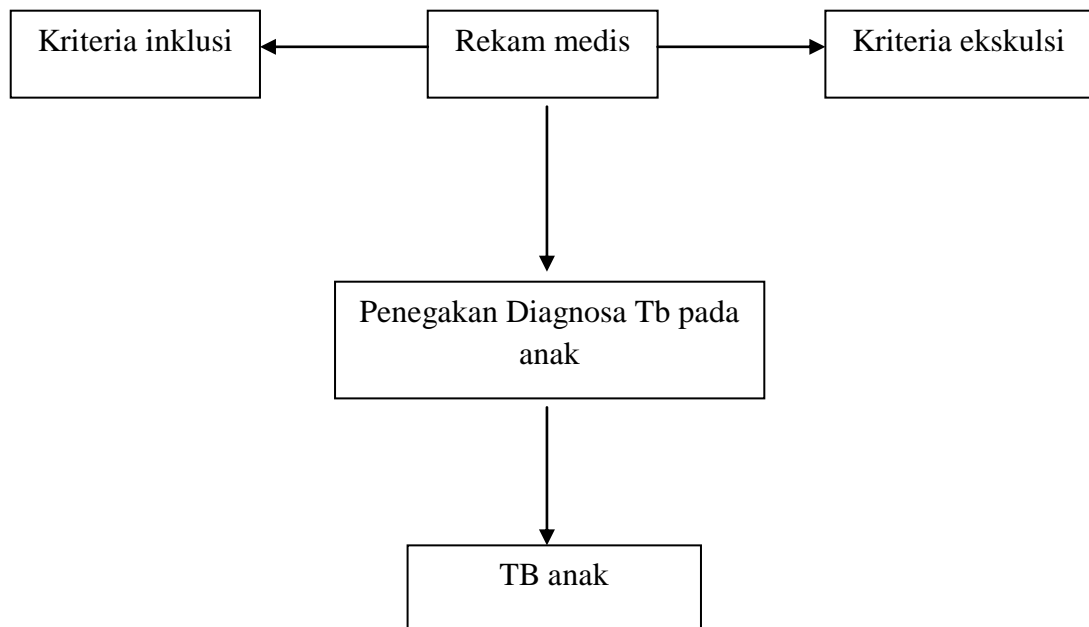 Kriteria inklusi
Rekam medis
Kriteria ekskulsi
Penegakan Diagnosa Tb pada
anak
TB anak